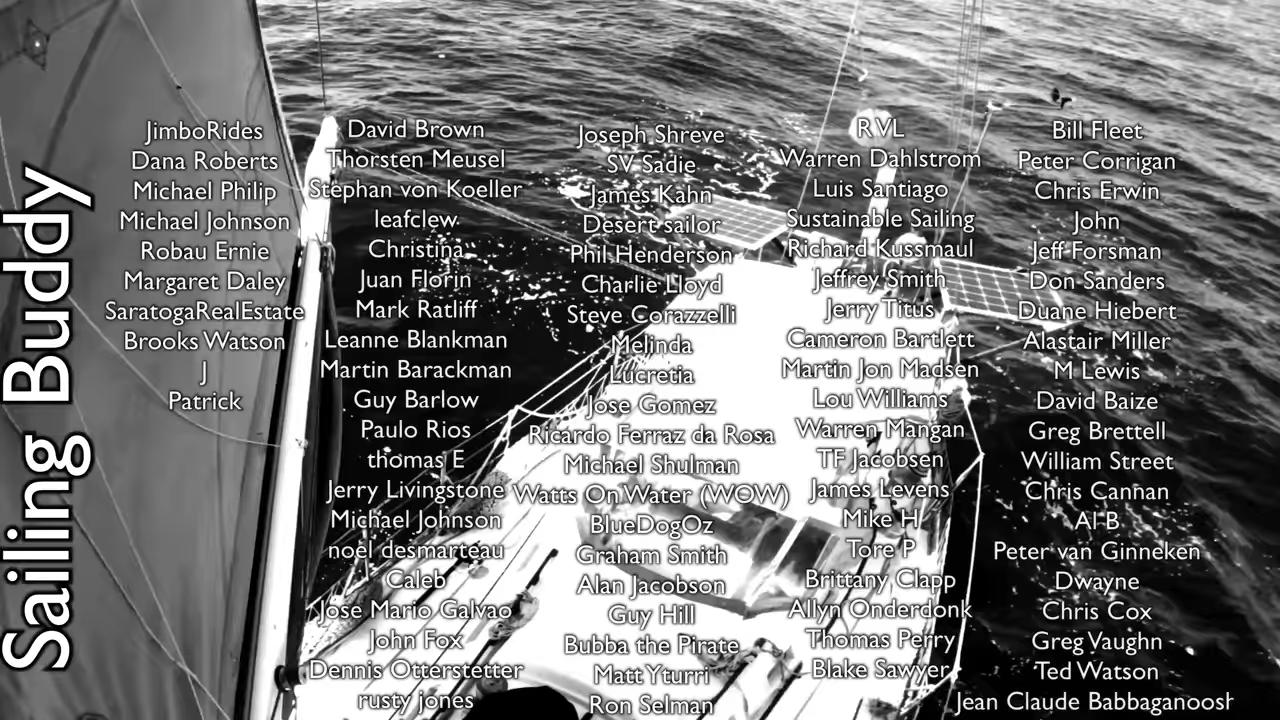 Sailing Buddy
JimboRides
Dana Roberts
Michael Philip
Michael Johnson
Robau Ernie
Margaret Daley
SaratogaRealEstate
Brooks Watson
J
Patrick
David Brown
Thorsten Meusel
Stephan von Koeller
leafclew
Christina
Juan Florin
Mark Ratliff
Leanne Blankman
Martin Barackman
Guy Barlow
Paulo Rios
thomas E
Jerry Livingstone
Michael Johnson
noel desmarteau
Caleb
Jose Mario Galvao
John Fox
Dennis Otterstetter
rusty jones
Joseph Shreve
SV Sadie
James Kahn
Desert sailor
Phil Henderson
Charlie Lloyd
Steve Corazzelli
Melinda
Lucretia
Jose Gomez
Ricardo Ferraz da Rosa
Michael Shulman
Watts On Water (WOW)
BlueDogOz
Graham Smith
Alan Jacobson
Guy Hill
Bubba the Pirate
Matt Yturri
Ron Selman
RVL
Warren Dahlstrom
Luis Santiago
Sustainable Sailing
Richard Kussmaul
Jeffrey Smith
Jerry Titus
Cameron Bartlett
Martin Jon Madsen
Lou Williams
Warren Mangan
TF Jacobsen
James Levens
Mike H
Tore P
Brittany Clapp
Allyn Onderdonk
Thomas Perry
Blake Sawyer
Bill Fleet
Peter Corrigan
Chris Erwin
John
Jeff Forsman
Don Sanders
Duane Hiebert
Alastair Miller
M Lewis
David Baize
Greg Brettell
William Street
Chris Cannan
Al B
Peter van Ginneken
Dwayne
Chris Cox
Greg Vaughn
Ted Watson
Jean Claude Babbaganoosh